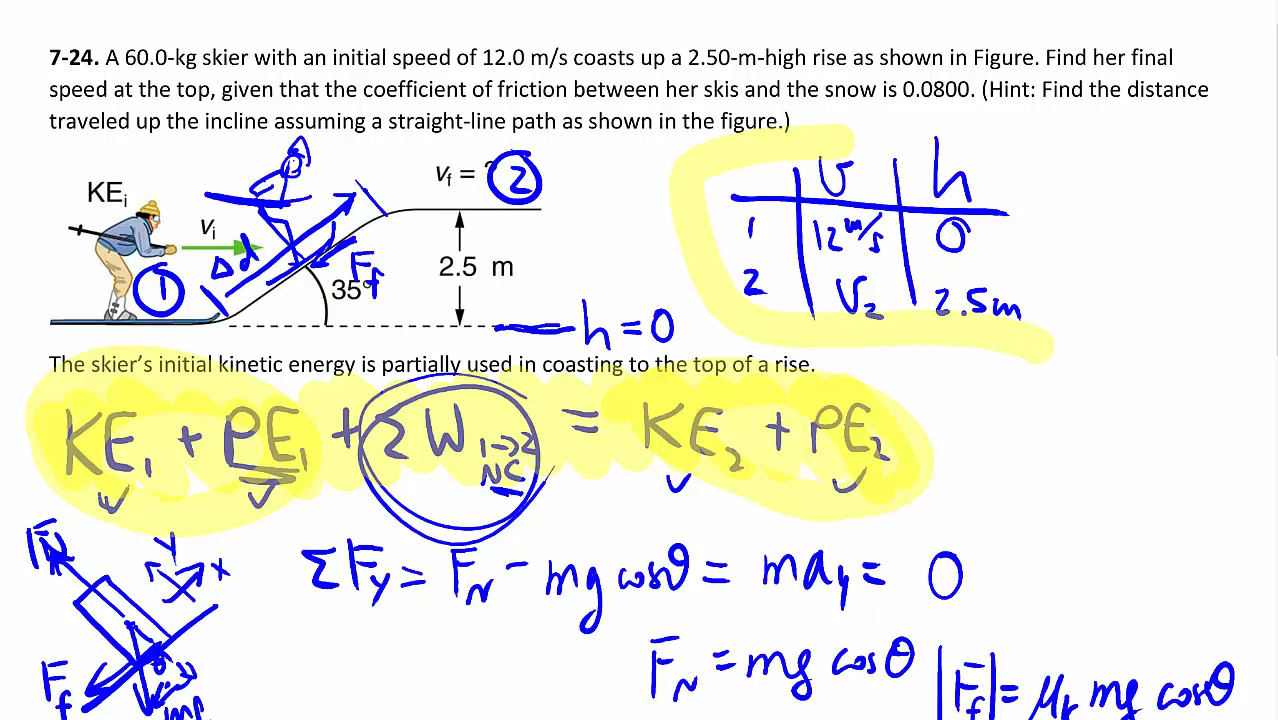 7-24. A 60.0-kg skier with an initial speed of 12.0 m/s coasts up a 2.50-m-high rise as shown in Figure. Find her final
speed at the top, given that the coefficient of friction between her skis and the snow is 0.0800. (Hint: Find the distance
traveled up the incline assuming a straight-line path as shown in the figure.)
KEi
vi
1
Δd
Ff
35°
vf = ?
2
2.5 m
h=0
v h
1 12 m/s 0
2 v2 2.5m
The skier’s initial kinetic energy is partially used in coasting to the top of a rise.
KE1 + PE1 + ΣW1→2 NC = KE2 + PE2
FN
y
x
Ff
mg
θ
ΣFy = FN - mg cosθ = may = 0
FN = mg cosθ
|Ff| = μk mg cosθ